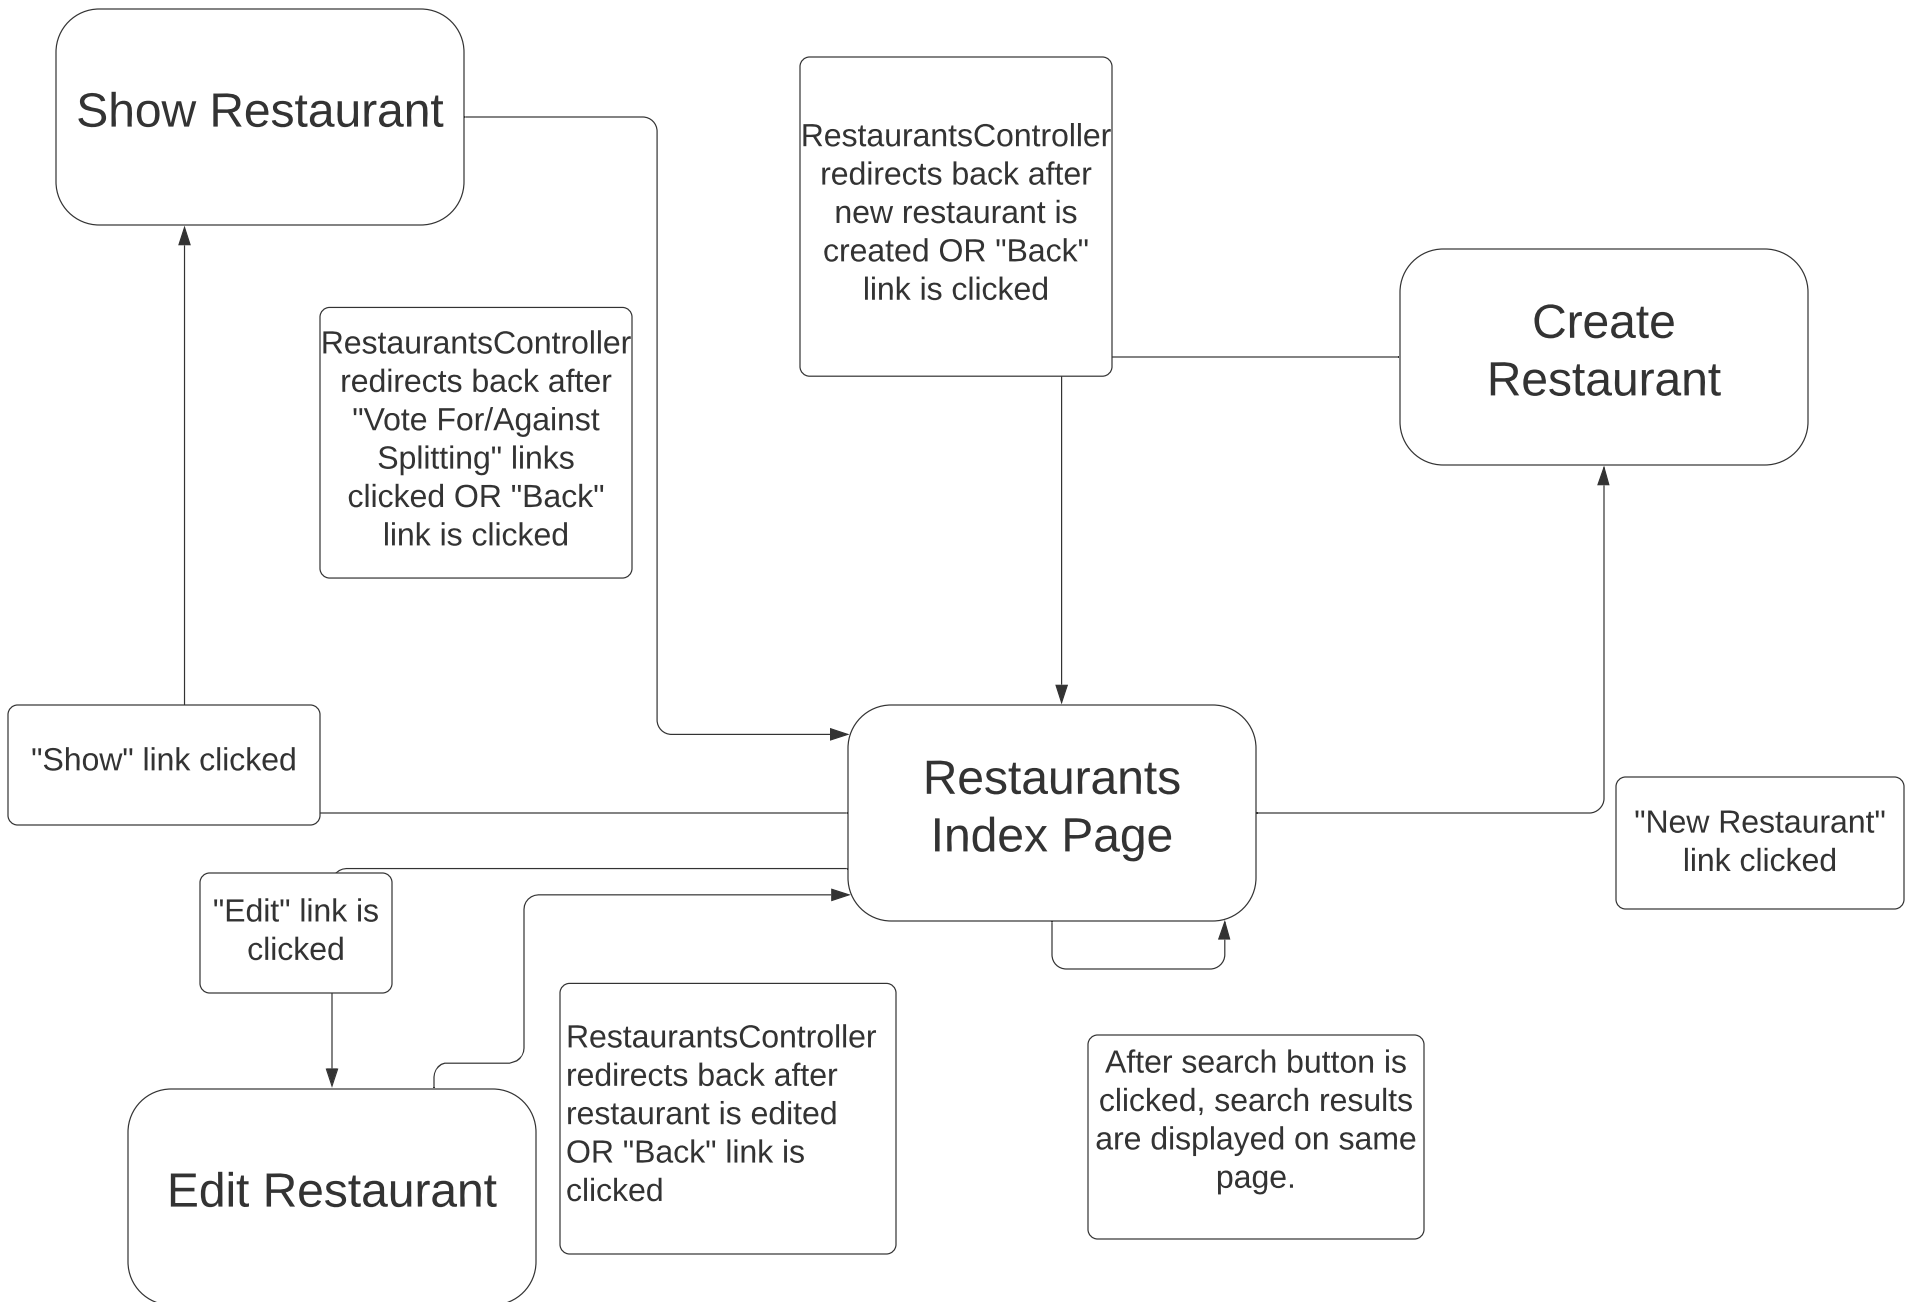 Show Restaurant
RestaurantsController
redirects back after
new restaurant is
created OR "Back"
link is clicked
Create
Restaurant
RestaurantsController
redirects back after
"Vote For/Against
Splitting" links
clicked OR "Back"
link is clicked
"Show" link clicked
Restaurants
Index Page
"New Restaurant"
link clicked
"Edit" link is
clicked
RestaurantsController
redirects back after
restaurant is edited
OR "Back" link is
clicked
After search button is
clicked, search results
are displayed on same
page.
Edit Restaurant